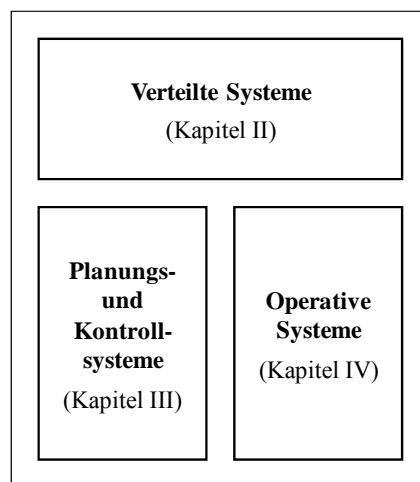 Verteilte Systeme
(Kapitel II)
Planungs-
und
Kontroll-
systeme
(Kapitel III)
Operative
Systeme
(Kapitel IV)